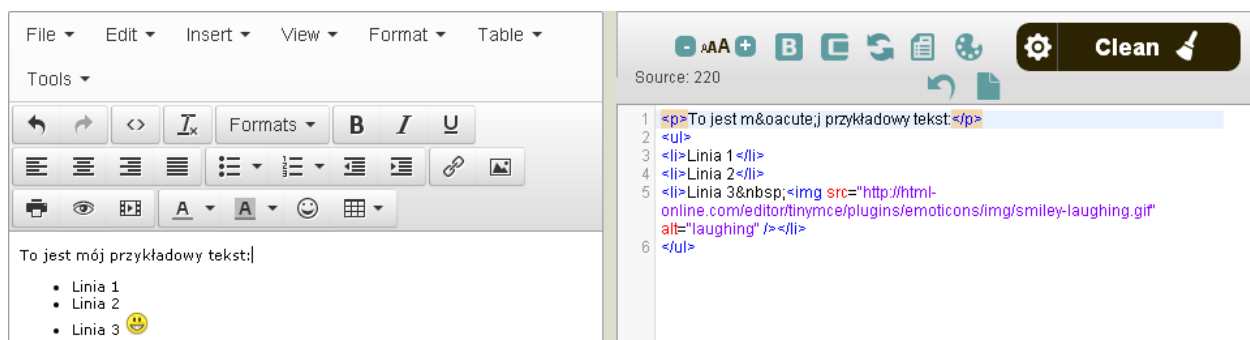 File Edit Insert View Format Table
Tools
Formats B I U
A A
To jest mój przykładowy tekst:
Linia 1
Linia 2
Linia 3
AAA B Clean
Source: 220
1 <p>To jest m&oacute;j przykładowy tekst:</p>
2 <ul>
3 <li>Linia 1</li>
4 <li>Linia 2</li>
5 <li>Linia 3&nbsp;<img src="http://html-
online.com/editor/tinymce/plugins/emoticons/img/smiley-laughing.gif"
alt="laughing" /></li>
6 </ul>